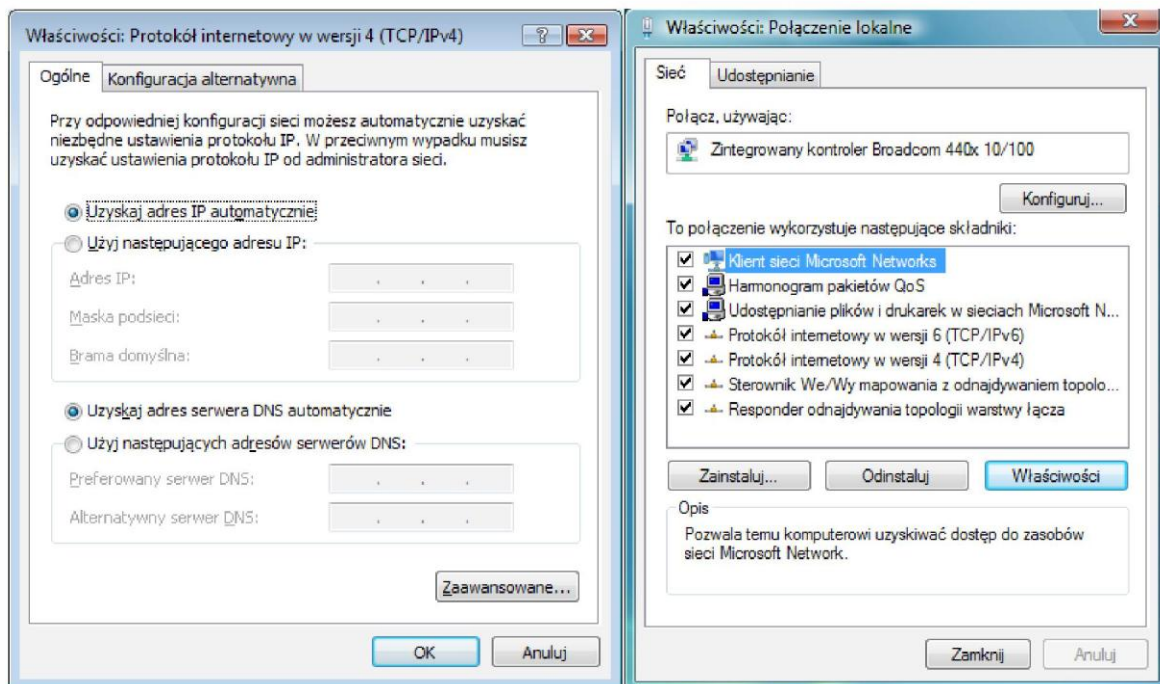 Właściwości: Protokół internetowy w wersji 4 (TCP/IPv4)
Ogólne
Konfiguracja alternatywna
Przy odpowiedniej konfiguracji sieci możesz automatycznie uzyskać
niezbędne ustawienia protokołu IP. W przeciwnym wypadku musisz
uzyskać ustawienia protokołu IP od administratora sieci.
Uzyskaj adres IP automatycznie
Użyj następującego adresu IP:
Adres IP:
Maska podsieci:
Brama domyślna:
Uzyskaj adres serwera DNS automatycznie
Użyj następujących adresów serwerów DNS:
Preferowany serwer DNS:
Alternatywny serwer DNS:
Zaawansowane...
OK
Anuluj
Właściwości: Połączenie lokalne
Sieć
Udostępnianie
Połącz, używając:
Zintegrowany kontroler Broadcom 440x 10/100
Konfiguruj...
To połączenie wykorzystuje następujące składniki:
Klient sieci Microsoft Networks
Harmonogram pakietów QoS
Udostępnianie plików i drukarek w sieciach Microsoft N...
Protokół internetowy w wersji 6 (TCP/IPv6)
Protokół internetowy w wersji 4 (TCP/IPv4)
Sterownik We/Wy mapowania z odnajdywaniem topolo...
Responder odnajdywania topologii warstwy łącza
Zainstaluj...
Odinstaluj
Właściwości
Opis
Pozwala temu komputerowi uzyskiwać dostęp do zasobów
sieci Microsoft Network.
Zamknij
Anuluj